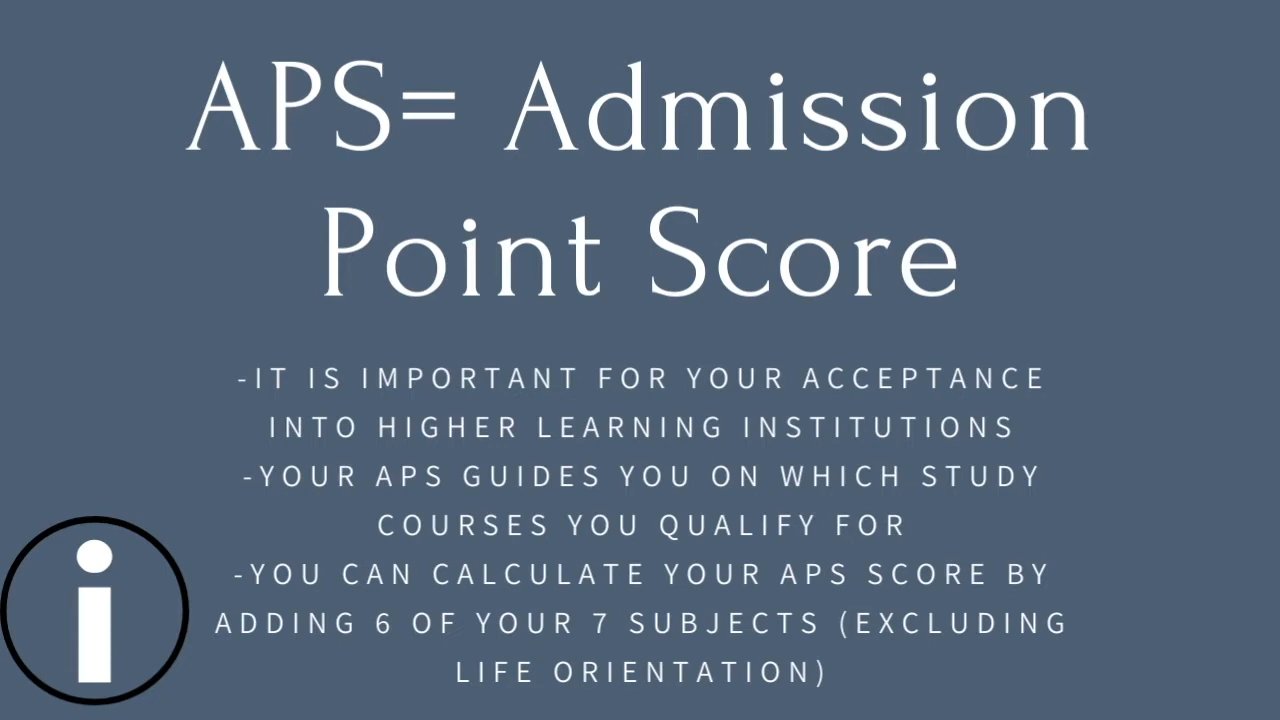 APS= Admission
Point Score
-IT IS IMPORTANT FOR YOUR ACCEPTANCE
INTO HIGHER LEARNING INSTITUTIONS
-YOUR APS GUIDES YOU ON WHICH STUDY
COURSES YOU QUALIFY FOR
-YOU CAN CALCULATE YOUR APS SCORE BY
ADDING 6 OF YOUR 7 SUBJECTS (EXCLUDING
LIFE ORIENTATION)
i